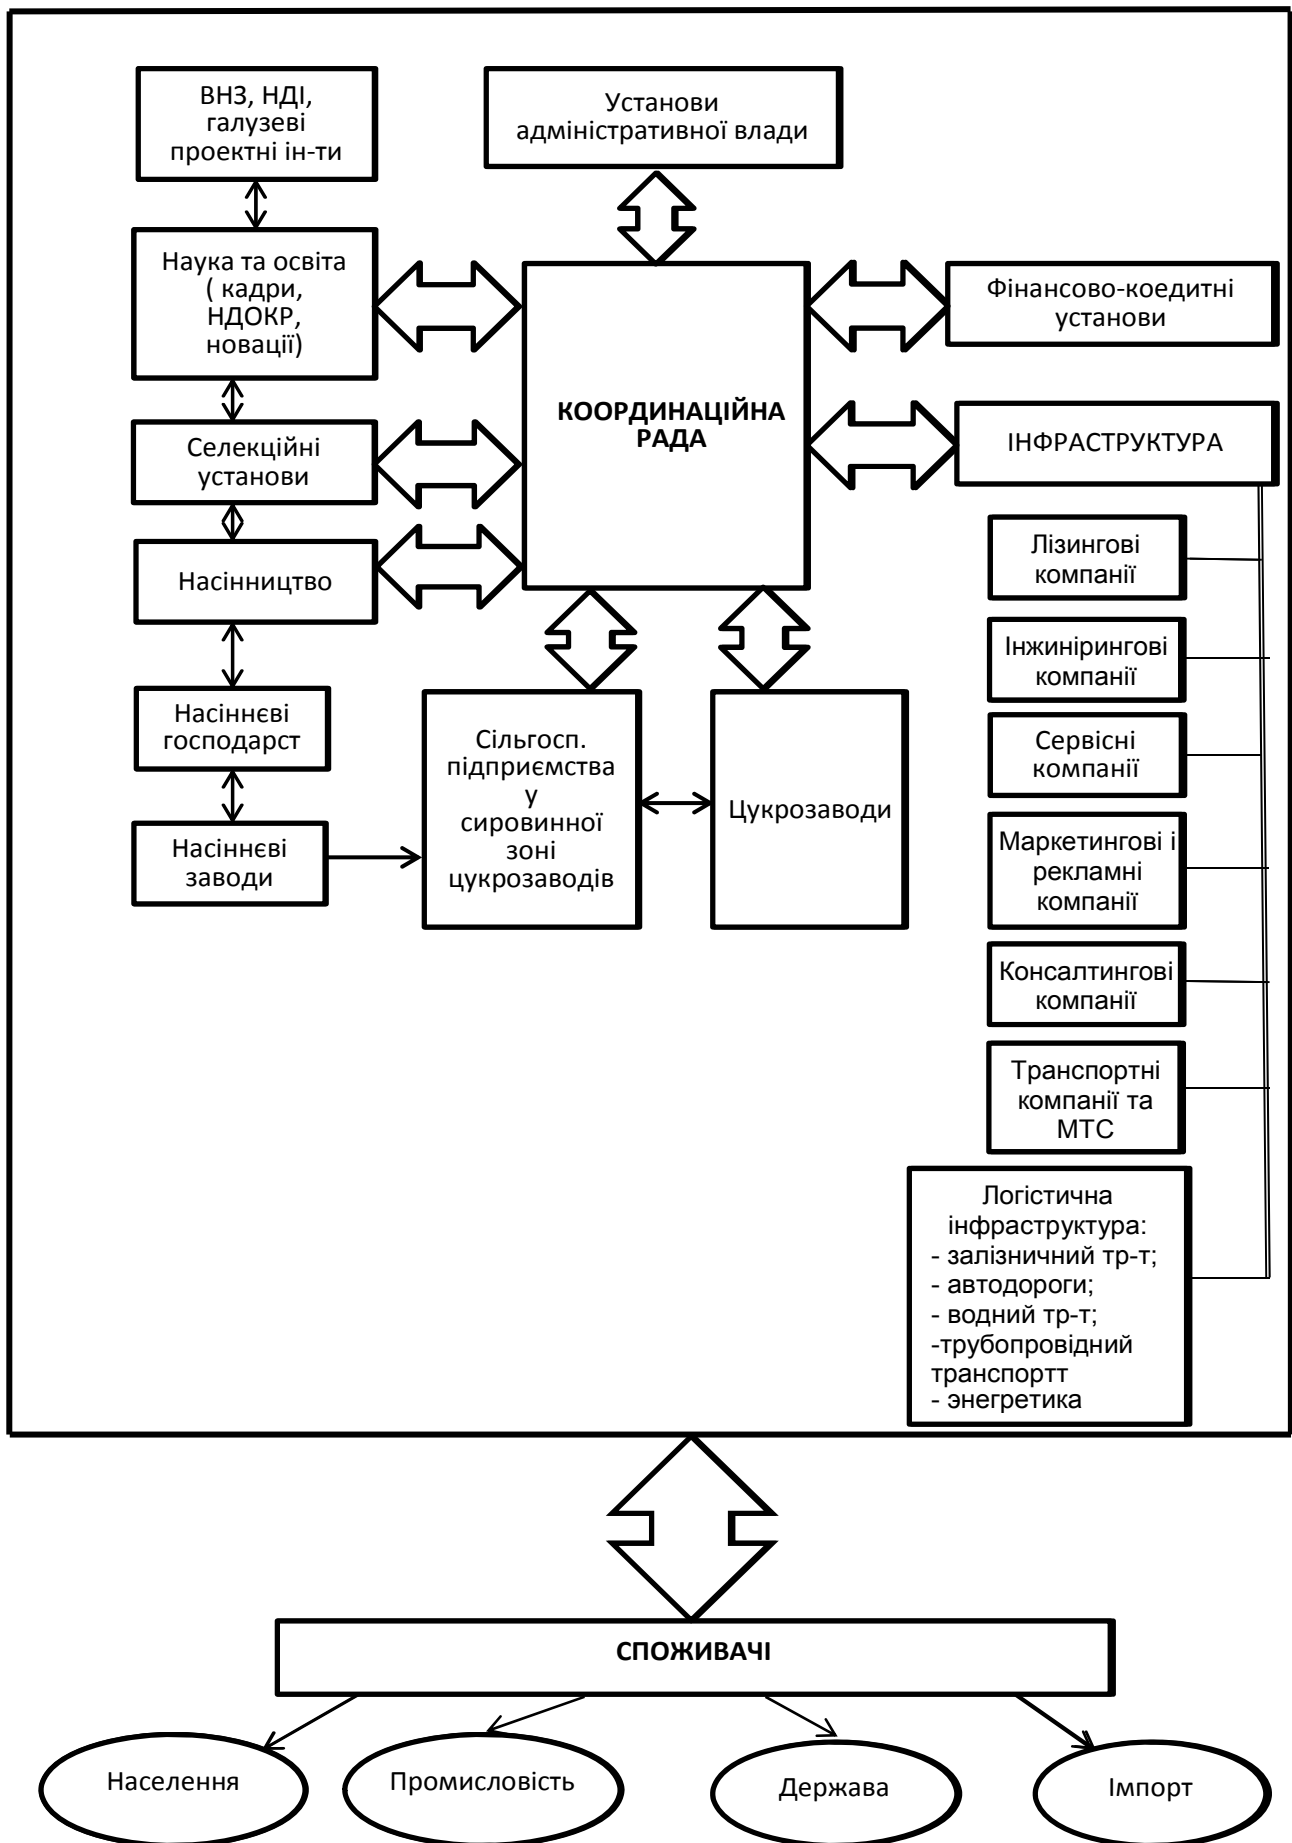 ВНЗ, НДІ,
галузеві
проектні ін-ти
Установи
адміністративної влади
Наука та освіта
( кадри,
НДОКР,
новації)
Фінансово-коедитні
установи
КООРДИНАЦІЙНА
РАДА
ІНФРАСТРУКТУРА
Селекційні
установи
Насінництво
Насіннєві
господарст
Насіннєві
заводи
Сільгосп.
підприємства
у
сировинної
зоні
цукрозаводів
Цукрозаводи
Лізингові
компанії
Інжинірингові
компанії
Сервісні
компанії
Маркетингові і
рекламні
компанії
Консалтингові
компанії
Транспортні
компанії та
МТС
Логістична
інфраструктура:
- залізничний тр-т;
- автодороги;
- водний тр-т;
-трубопровідний
транспортт
- энегретика
СПОЖИВАЧІ
Населення
Промисловість
Держава
Імпорт